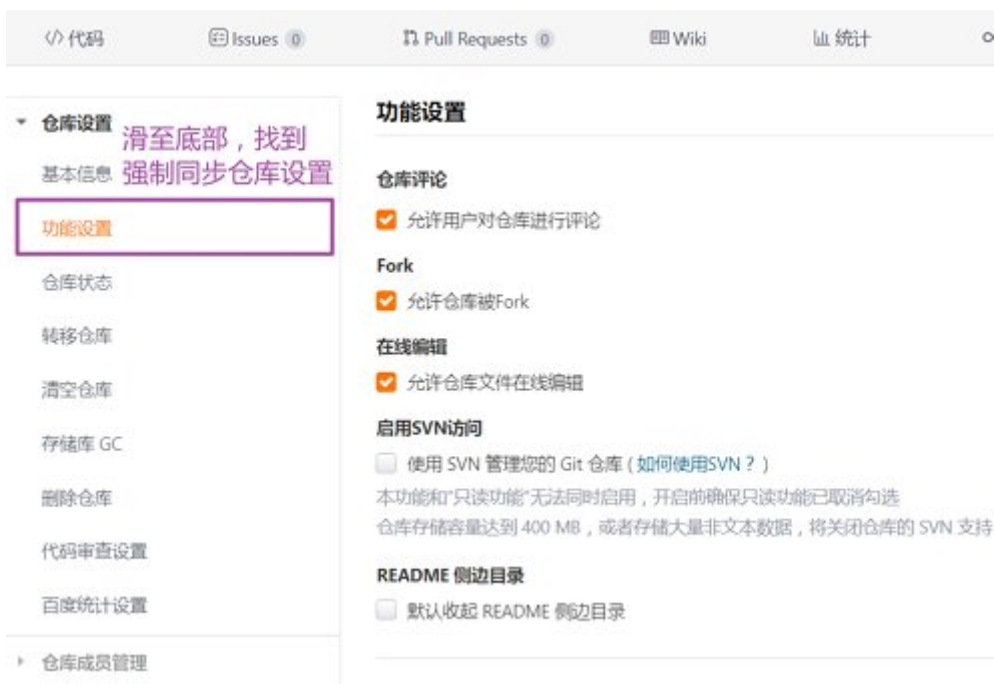 代码 Issues 0 Pull Requests 0 Wiki 统计
仓库设置
滑至底部，找到
强制同步仓库设置
基本信息
功能设置
仓库状态
转移仓库
清空仓库
存储库 GC
删除仓库
代码审查设置
百度统计设置
仓库成员管理
功能设置
仓库评论
允许用户对仓库进行评论
Fork
允许仓库被Fork
在线编辑
允许仓库文件在线编辑
启用SVN访问
使用 SVN 管理您的 Git 仓库 ( 如何使用SVN？ )
本功能和"只读功能"无法同时启用，开启前确保只读功能已取消勾选
仓库存储容量达到 400 MB，或者存储大量非文本数据，将关闭仓库的 SVN 支持
README 侧边目录
默认收起 README 侧边目录